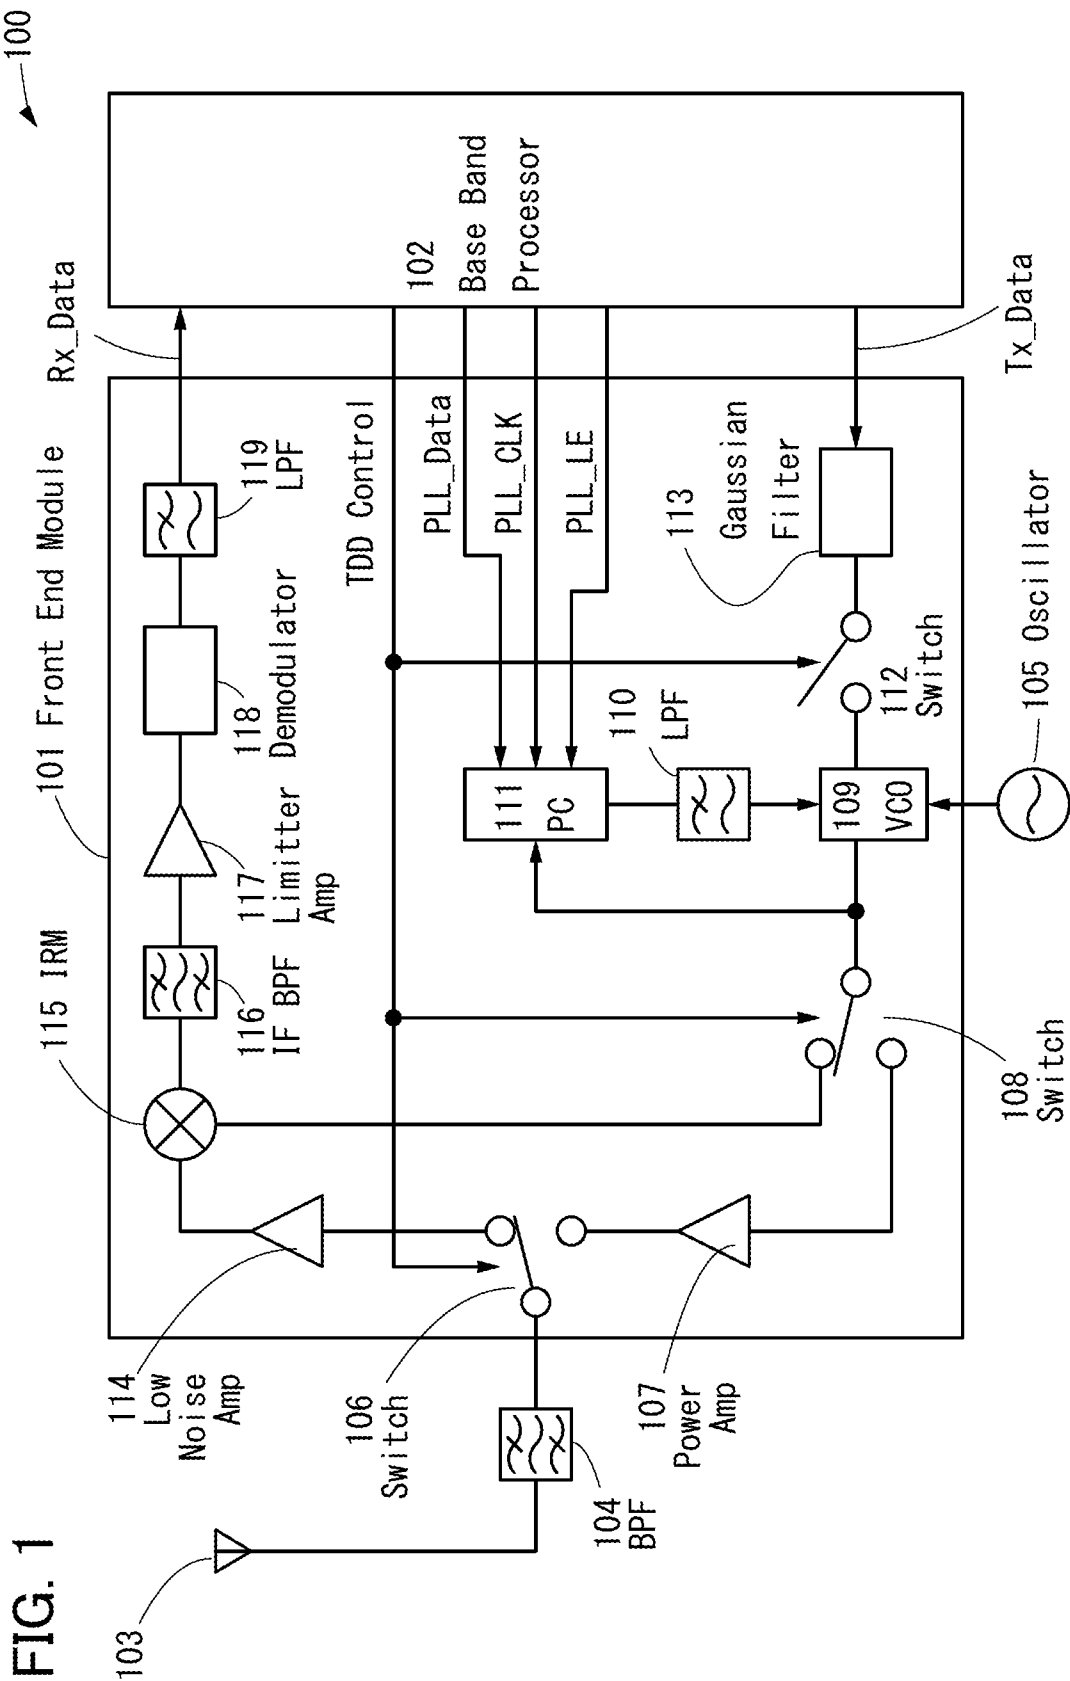 FIG. 1
100
101 Front End Module
115 IRM
Rx_Data
116
IF BPF
117
Limitter
Amp
118
Demodulator
119
LPF
114
Low
Noise
Amp
103
TDD Control
102
Base Band
Processor
PLL_Data
PLL_CLK
PLL_LE
106
Switch
104
BPF
111
PC
110
LPF
113
Gaussian
Filter
107
Power
Amp
109
VCO
112
Switch
108
Switch
105 Oscillator
Tx_Data